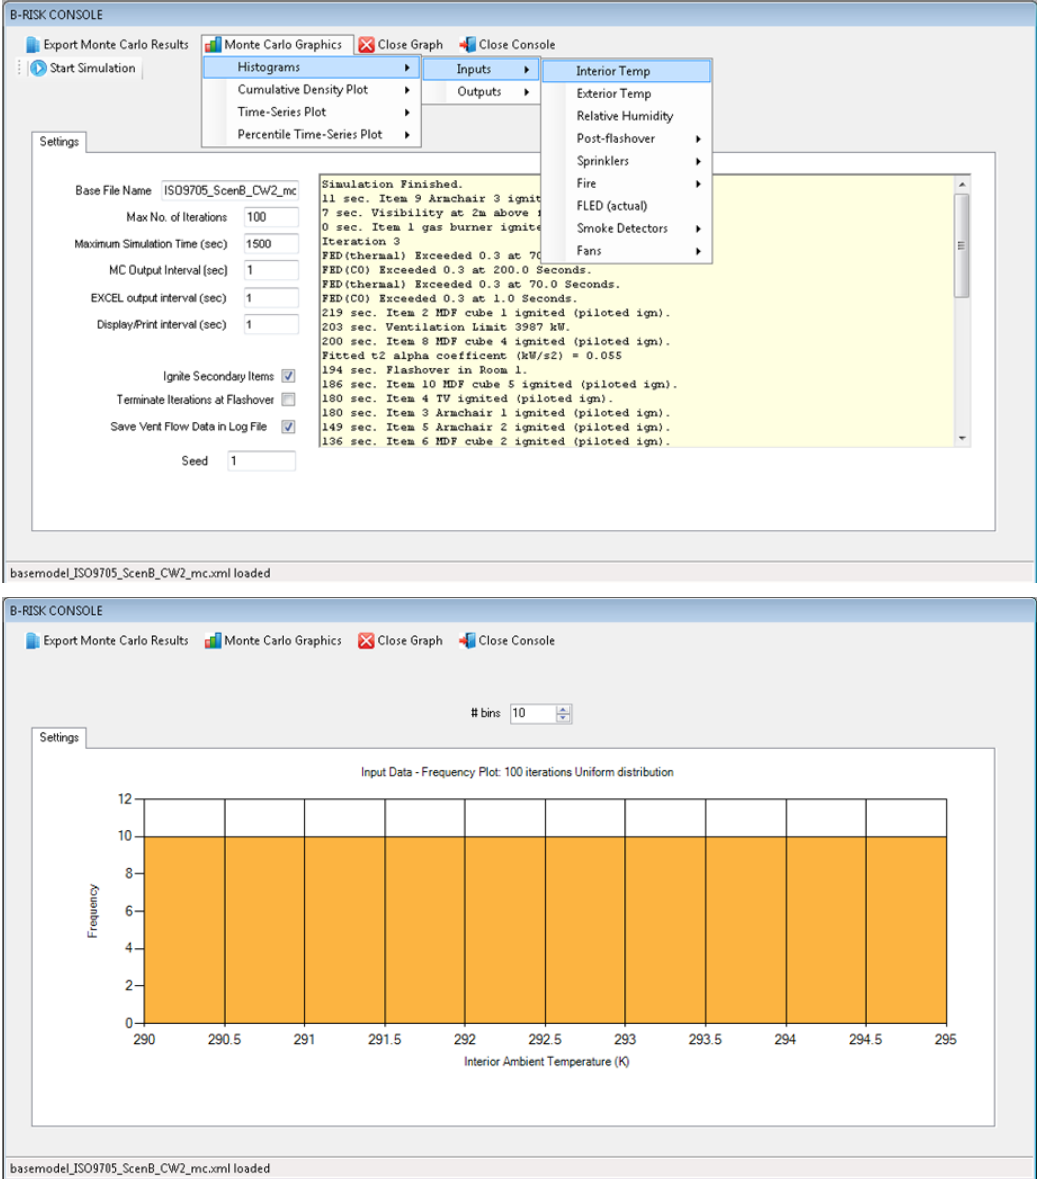 B-RISK CONSOLE
Export Monte Carlo Results Monte Carlo Graphics Close Graph Close Console
Start Simulation
Histograms
Cumulative Density Plot
Time-Series Plot
Percentile Time-Series Plot
Inputs
Outputs
Interior Temp
Exterior Temp
Relative Humidity
Post-flashover
Sprinklers
Fire
FLED (actual)
Smoke Detectors
Fans
Settings
Base File Name ISO9705_ScenB_CW2_mc
Max No. of Iterations 100
Maximum Simulation Time (sec) 1500
MC Output Interval (sec) 1
EXCEL output interval (sec) 1
Display/Print interval (sec) 1
Ignite Secondary Items
Terminate Iterations at Flashover
Save Vent Flow Data in Log File
Seed 1
Simulation Finished.
11 sec. Item 9 Armchair 3 ignit
7 sec. Visibility at 2m above
0 sec. Item 1 gas burner ignite
Iteration 3
FED(thermal) Exceeded 0.3 at 70
FED(CO) Exceeded 0.3 at 200.0 Seconds.
FED(thermal) Exceeded 0.3 at 70.0 Seconds.
FED(CO) Exceeded 0.3 at 1.0 Seconds.
219 sec. Item 2 MDF cube 1 ignited (piloted ign).
203 sec. Ventilation Limit 3987 kW.
200 sec. Item 8 MDF cube 4 ignited (piloted ign).
Fitted t2 alpha coefficent (kW/s2) = 0.055
194 sec. Flashover in Room 1.
186 sec. Item 10 MDF cube 5 ignited (piloted ign).
180 sec. Item 4 TV ignited (piloted ign).
180 sec. Item 3 Armchair 1 ignited (piloted ign).
149 sec. Item 5 Armchair 2 ignited (piloted ign).
136 sec. Item 6 MDF cube 2 ignited (piloted ign).
basemodel_ISO9705_ScenB_CW2_mc.xml loaded
B-RISK CONSOLE
Export Monte Carlo Results Monte Carlo Graphics Close Graph Close Console
# bins 10
Settings
Input Data - Frequency Plot: 100 iterations Uniform distribution
12
10
8
6
4
2
0
Frequency
290 290.5 291 291.5 292 292.5 293 293.5 294 294.5 295
Interior Ambient Temperature (K)
basemodel_ISO9705_ScenB_CW2_mc.xml loaded